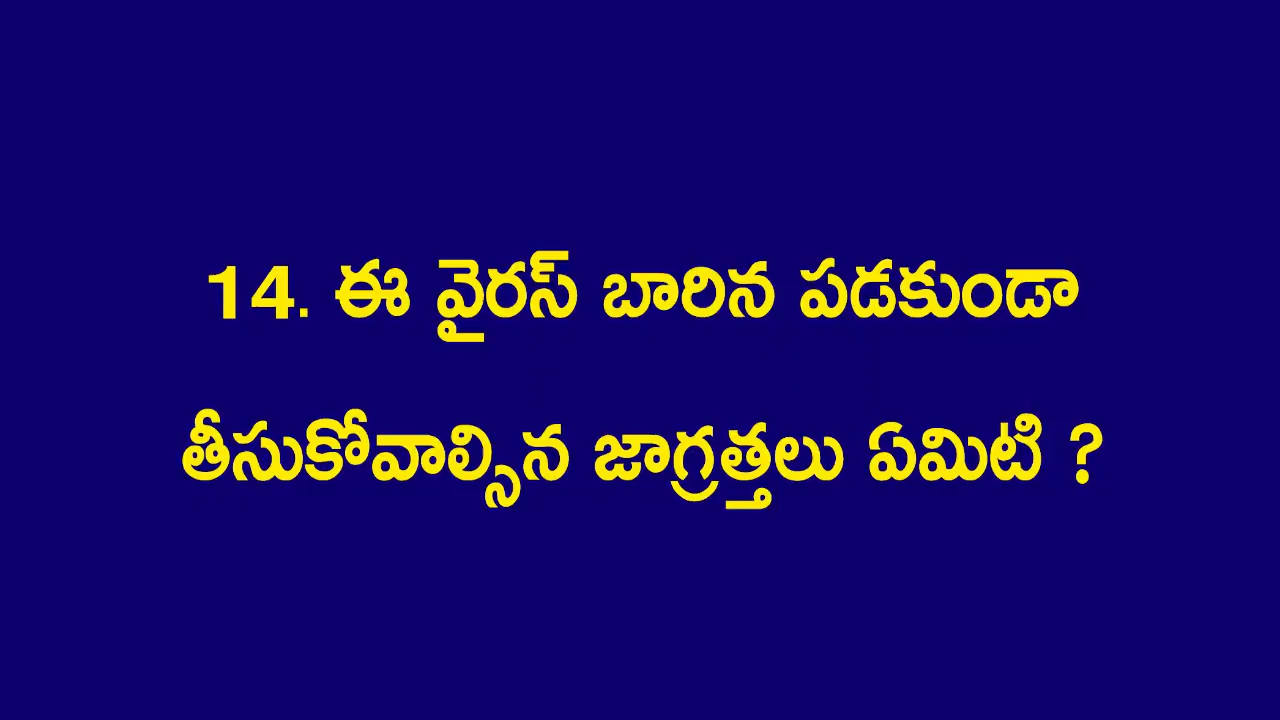 14. ఈ వైరస్ బారిన పడకుండా
తీసుకోవాల్సిన జాగ్రత్తలు ఏమిటి ?